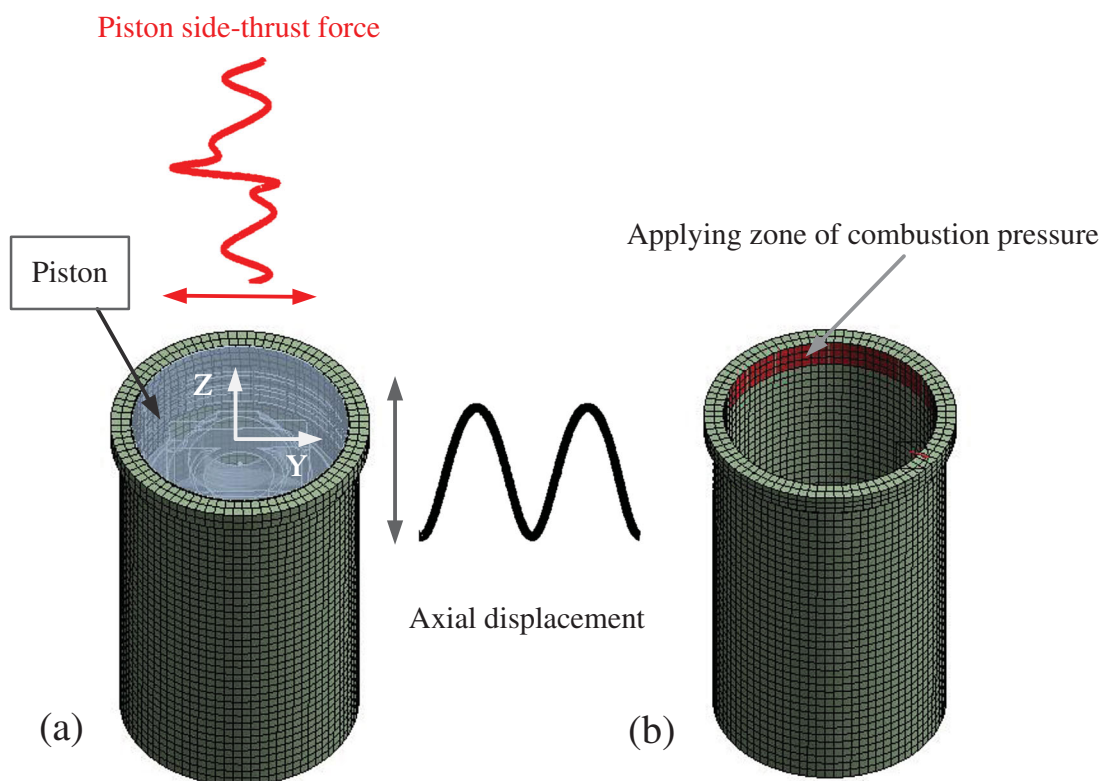 Piston side-thrust force
Applying zone of combustion pressure
Piston
Z
Y
Axial displacement
(a)
(b)